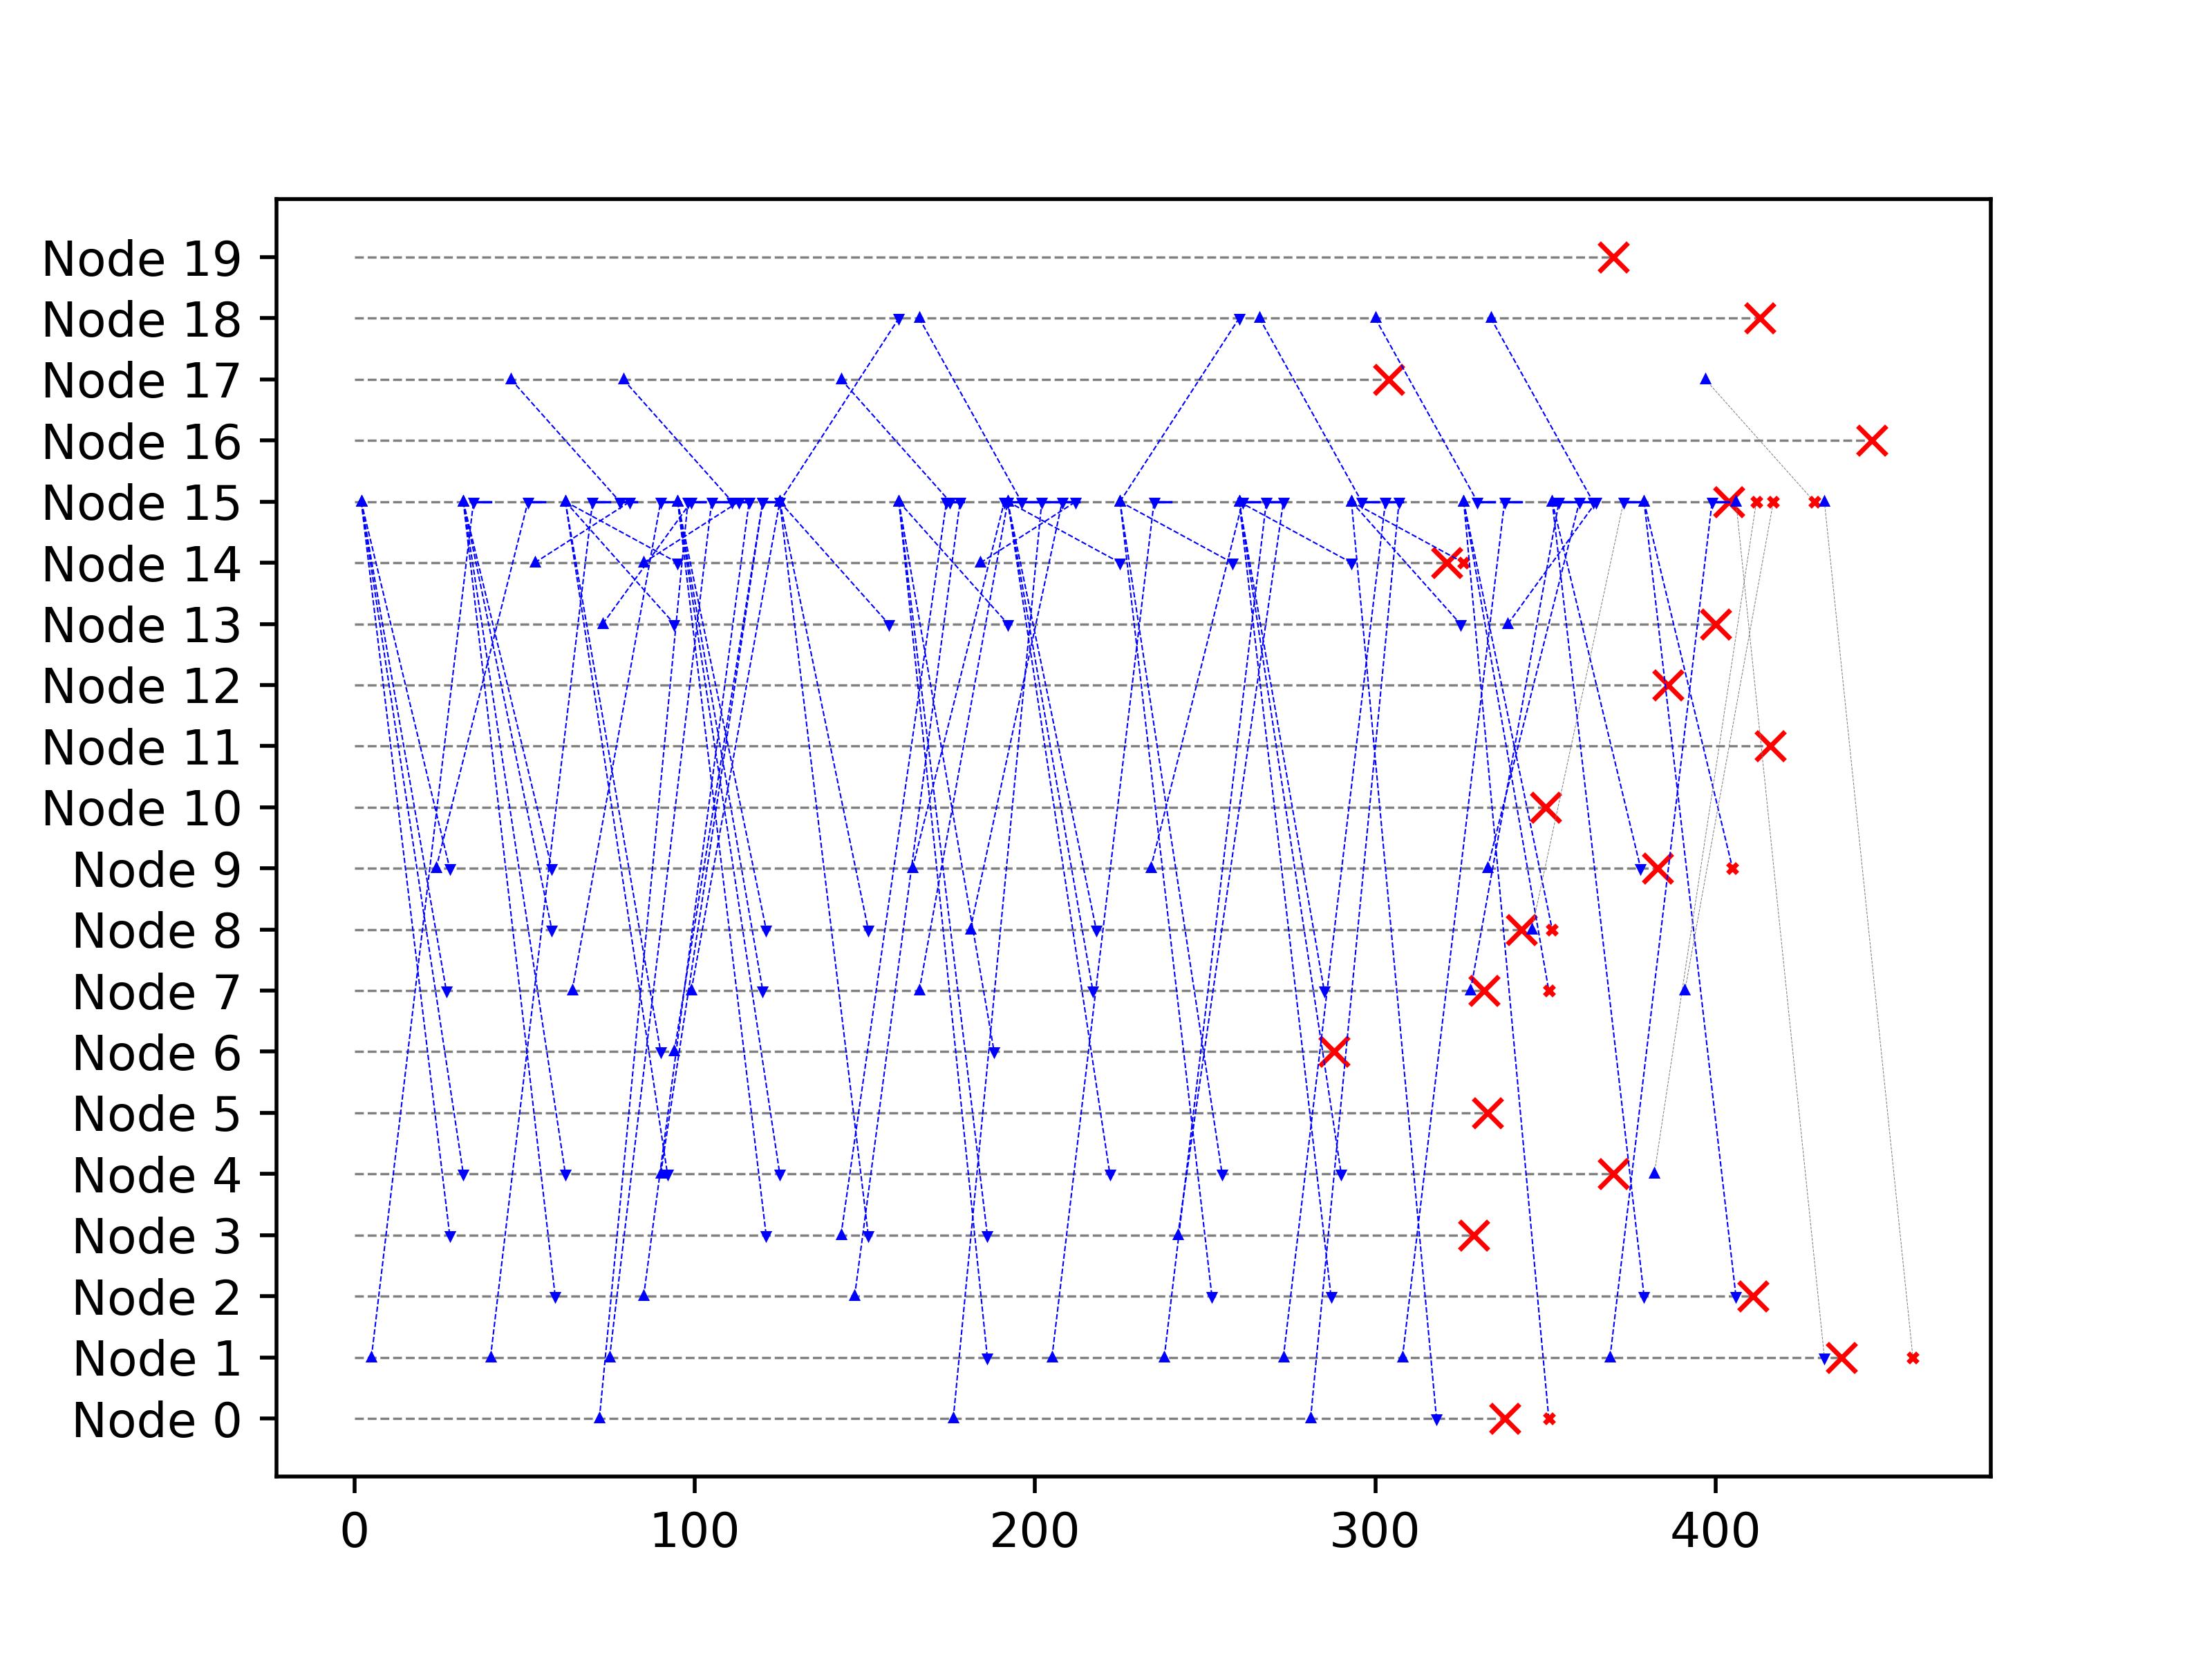 Node 19
Node 18
Node 17
Node 16
Node 15
Node 14
Node 13
Node 12
Node 11
Node 10
Node 9
Node 8
Node 7
Node 6
Node 5
Node 4
Node 3
Node 2
Node 1
Node 0
0 100 200 300 400